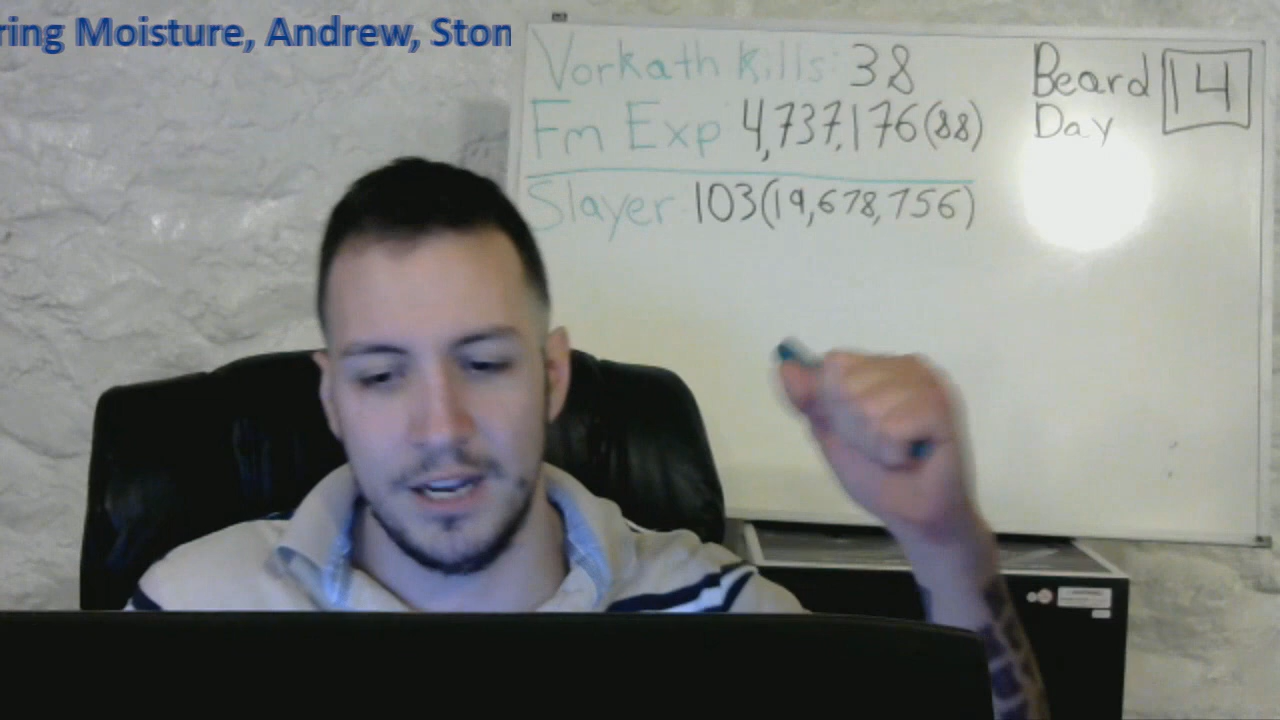 ring Moisture, Andrew, Ston
Vorkath Kills: 38
Fm Exp 4,737,176(88)
Slayer 103(19,678,756)
Beard 14
Day